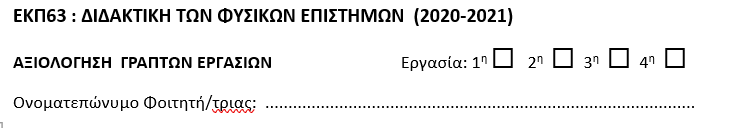 ΕΚΠ63 : ΔΙΔΑΚΤΙΚΗ ΤΩΝ ΦΥΣΙΚΩΝ ΕΠΙΣΤΗΜΩΝ (2020-2021)
ΑΞΙΟΛΟΓΗΣΗ ΓΡΑΠΤΩΝ ΕΡΓΑΣΙΩΝ Εργασία: 1η ☐ 2η ☐ 3η ☐ 4η ☐
Ονοματεπώνυμο Φοιτητή/τριας: ....................................................................................